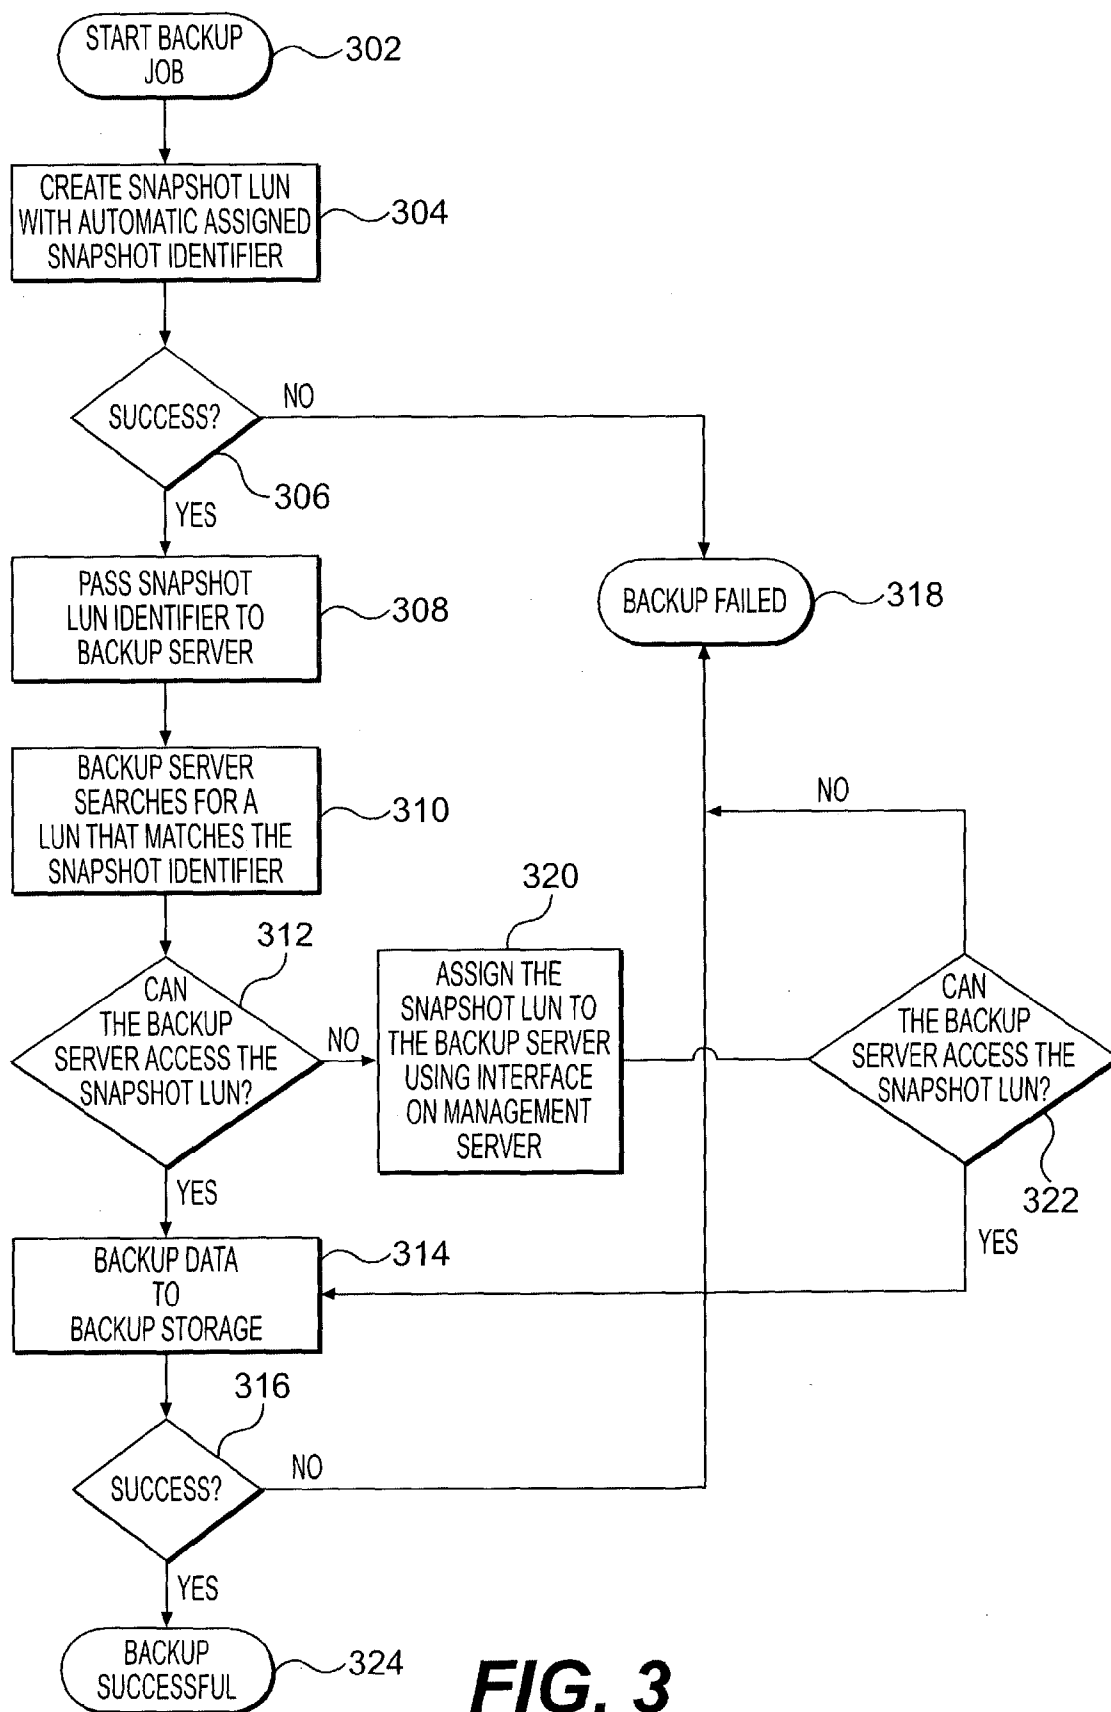 START BACKUP
JOB
302
CREATE SNAPSHOT LUN
WITH AUTOMATIC ASSIGNED
SNAPSHOT IDENTIFIER
304
SUCCESS?
NO
306
YES
PASS SNAPSHOT
LUN IDENTIFIER TO
BACKUP SERVER
308
BACKUP FAILED
318
BACKUP SERVER
SEARCHES FOR A
LUN THAT MATCHES THE
SNAPSHOT IDENTIFIER
310
NO
312
CAN
THE BACKUP
SERVER ACCESS THE
SNAPSHOT LUN?
NO
320
ASSIGN THE
SNAPSHOT LUN TO
THE BACKUP SERVER
USING INTERFACE
ON MANAGEMENT
SERVER
CAN
THE BACKUP
SERVER ACCESS THE
SNAPSHOT LUN?
322
YES
YES
BACKUP DATA
TO
BACKUP STORAGE
314
316
SUCCESS?
NO
YES
BACKUP
SUCCESSFUL
324
FIG. 3